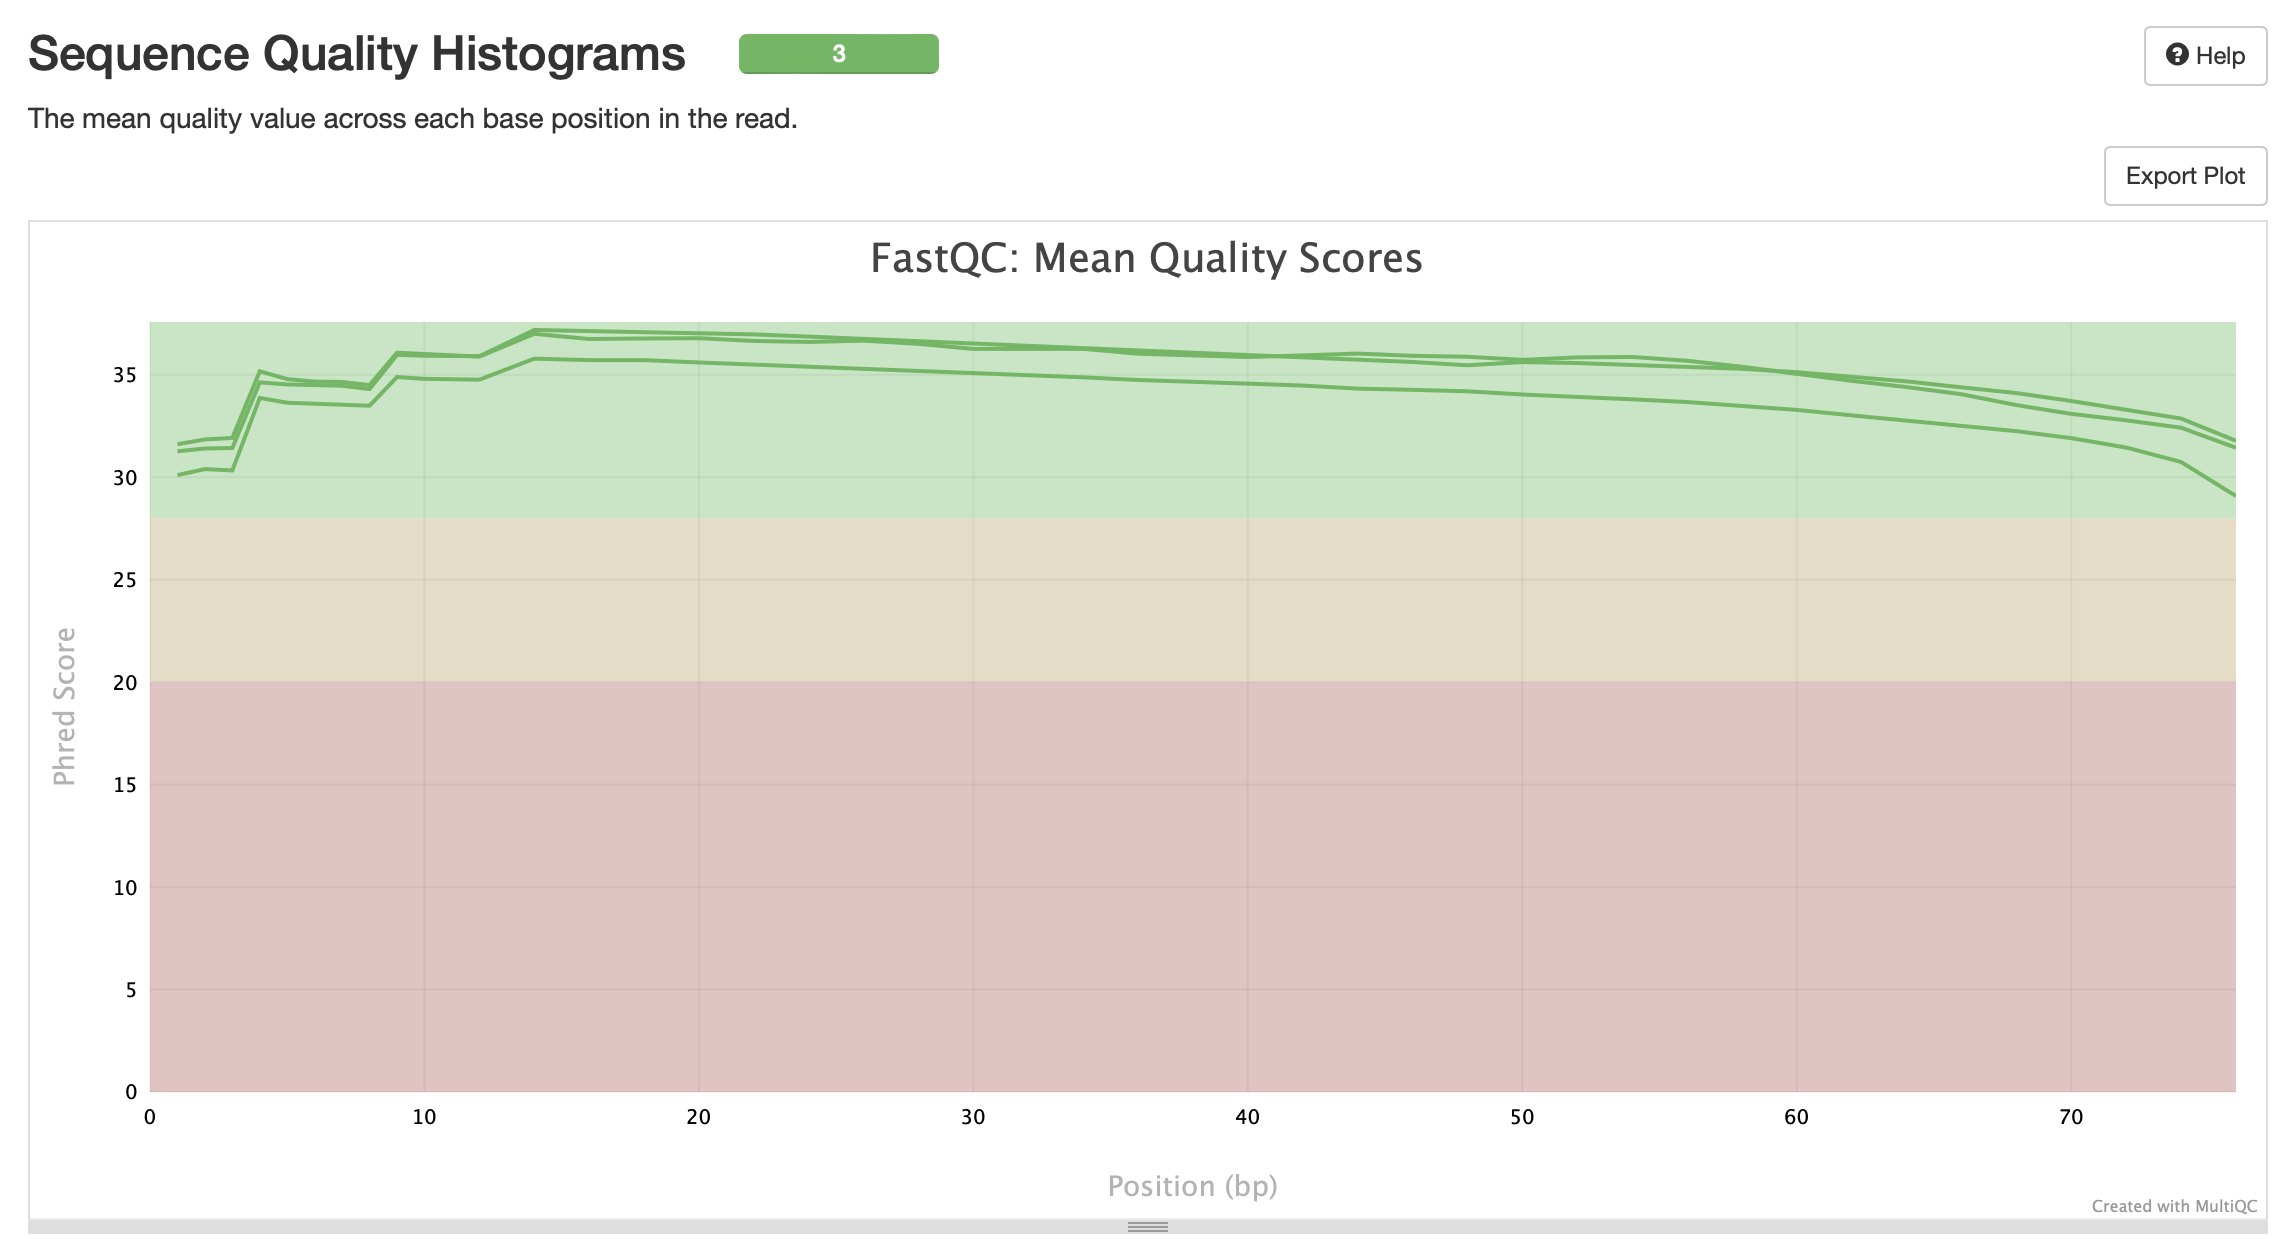 Sequence Quality Histograms
3
Help
The mean quality value across each base position in the read.
Export Plot
FastQC: Mean Quality Scores
35
30
25
20
15
10
5
0
Phred Score
0 10 20 30 40 50 60 70
Position (bp)
Created with MultiQC